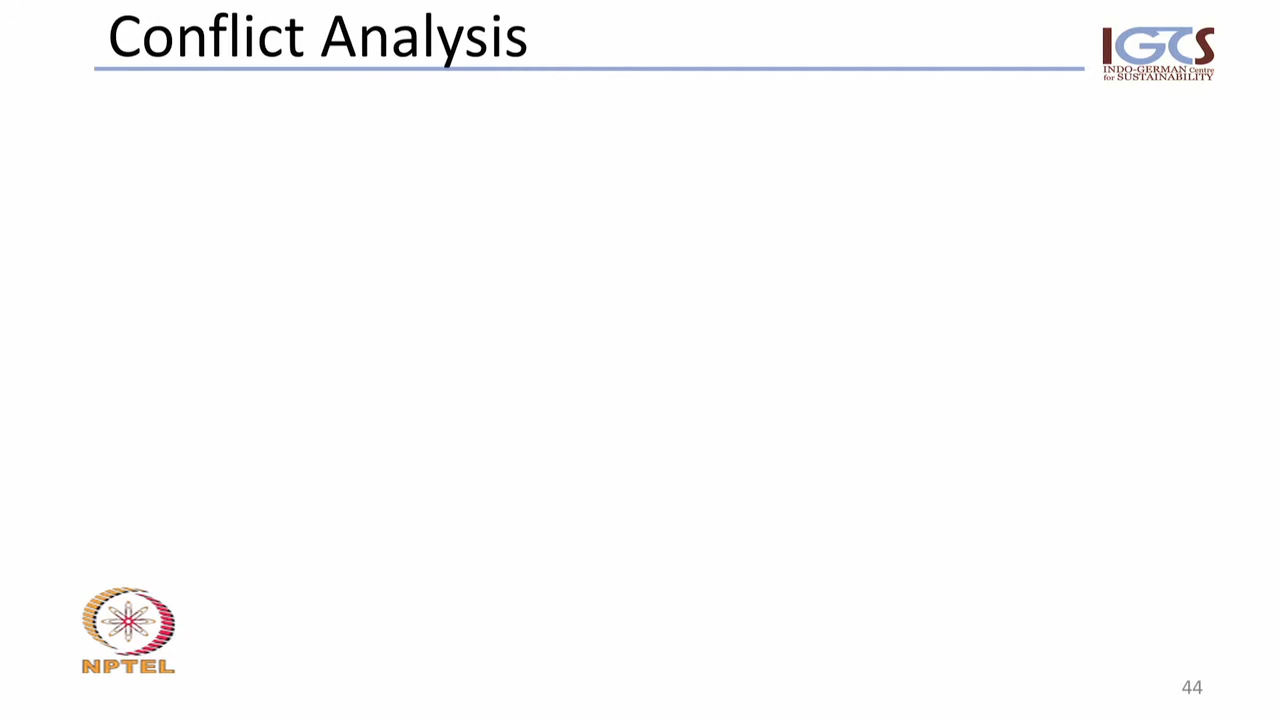 Conflict Analysis
IGCS
INDO-GERMAN Centre
for SUSTAINABILITY
NPTEL
44